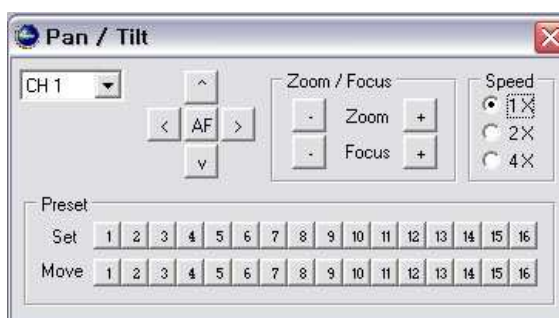 Pan / Tilt
CH 1
^
< AF >
v
Zoom / Focus
- Zoom +
- Focus +
Speed
1X
2X
4X
Preset
Set 1 2 3 4 5 6 7 8 9 10 11 12 13 14 15 16
Move 1 2 3 4 5 6 7 8 9 10 11 12 13 14 15 16